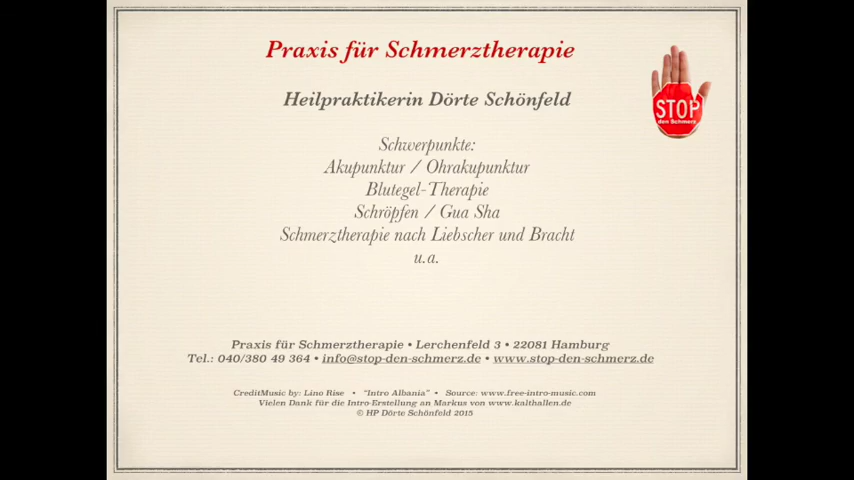 Praxis für Schmerztherapie
STOP
den Schmerz
Heilpraktikerin Dörte Schönfeld
Schwerpunkte:
Akupunktur / Ohrakupunktur
Blutegel-Therapie
Schröpfen / Gua Sha
Schmerztherapie nach Liebscher und Bracht
u.a.
Praxis für Schmerztherapie • Lerchenfeld 3 • 22081 Hamburg
Tel.: 040/380 49 364 • info@stop-den-schmerz.de • www.stop-den-schmerz.de
CreditMusic by: Lino Rise • "Intro Albania" • Source: www.free-intro-music.com
Vielen Dank für die Intro-Erstellung an Markus von www.kalthallen.de
© HP Dörte Schönfeld 2015